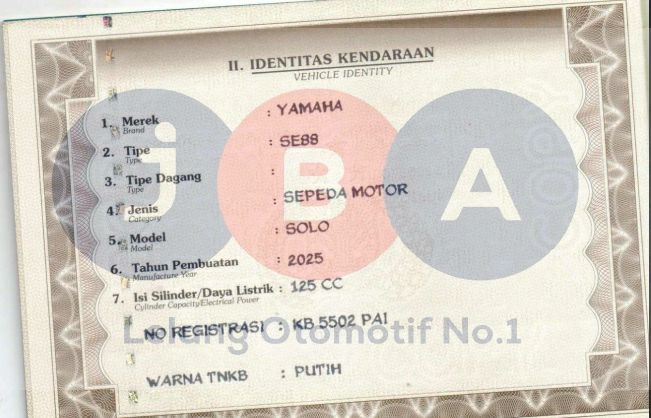 II. IDENTITAS KENDARAAN
VEHICLE IDENTITY
1. Merek : YAMAHA
Brand
2. Tipe : SE88
Type
3. Tipe Dagang :
Type
4. Jenis : SEPEDA MOTOR
Category
5. Model : SOLO
Model
6. Tahun Pembuatan : 2025
Manufacture Year
7. Isi Silinder/Daya Listrik : 125 CC
Cylinder Capacity/Electrical Power
NO REGISTRASI : KB 5502 PAI
WARNA TNKB : PUTIH
jBA
Lelang Otomotif No.1
COPY